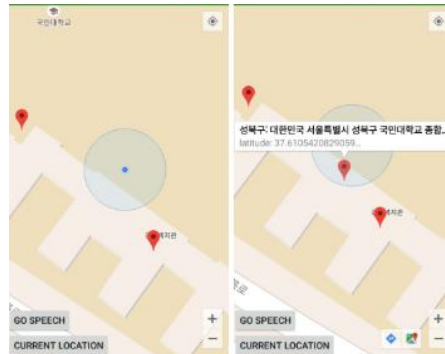 국민대학교
GO SPEECH
CURRENT LOCATION
+
−
성북구: 대한민국 서울특별시 성북구 국민대학교 종합...
latitude: 37.6105420829059...
GO SPEECH
CURRENT LOCATION
+
−